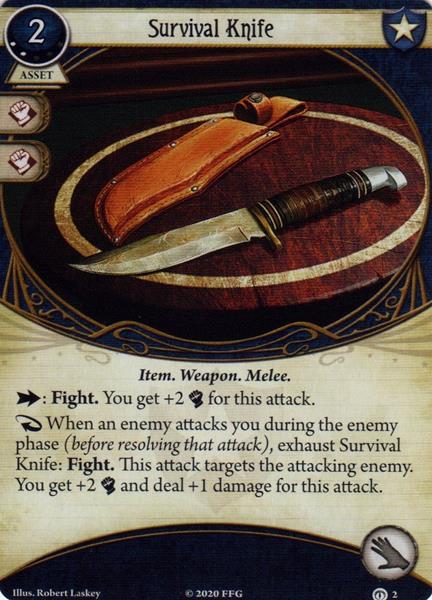 2
Survival Knife
ASSET
Item. Weapon. Melee.
: Fight. You get +2 for this attack.
When an enemy attacks you during the enemy
phase (before resolving that attack), exhaust Survival
Knife: Fight. This attack targets the attacking enemy.
You get +2 and deal +1 damage for this attack.
Illus. Robert Laskey
© 2020 FFG
2